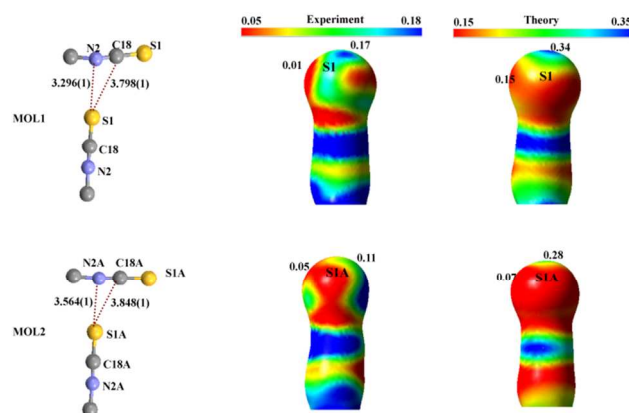 0.05 Experiment 0.18
0.15 Theory 0.35
N2 C18 S1
3.296(1) 3.798(1)
MOL1
S1
C18
N2
0.17
0.01 S1
0.34
0.15 S1
N2A C18A S1A
3.564(1) 3.848(1)
MOL2
S1A
C18A
N2A
0.11
0.05 S1A
0.28
0.07 S1A